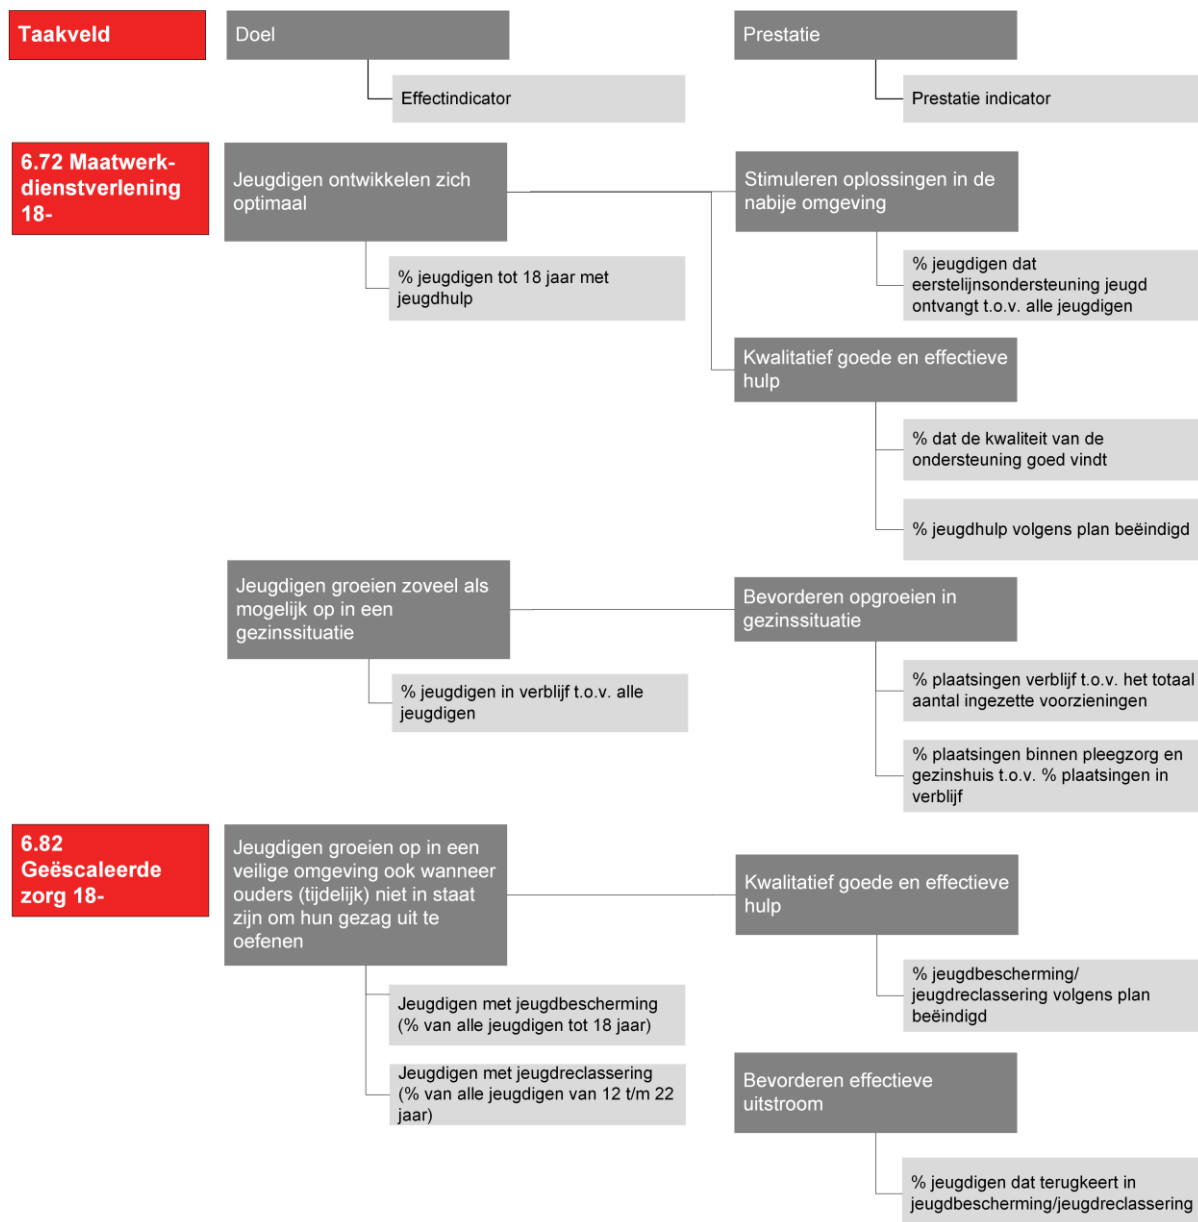 Taakveld
Doel
Prestatie
Effectindicator
Prestatie indicator
6.72 Maatwerk-
dienstverlening
18-
Jeugdigen ontwikkelen zich
optimaal
Stimuleren oplossingen in de
nabije omgeving
% jeugdigen tot 18 jaar met
jeugdhulp
% jeugdigen dat
eerstelijnsondersteuning jeugd
ontvangt t.o.v. alle jeugdigen
Kwalitatief goede en effectieve
hulp
% dat de kwaliteit van de
ondersteuning goed vindt
% jeugdhulp volgens plan beëindigd
Jeugdigen groeien zoveel als
mogelijk op in een
gezinssituatie
Bevorderen opgroeien in
gezinssituatie
% jeugdigen in verblijf t.o.v. alle
jeugdigen
% plaatsingen verblijf t.o.v. het totaal
aantal ingezette voorzieningen
% plaatsingen binnen pleegzorg en
gezinshuis t.o.v. % plaatsingen in
verblijf
6.82
Geëscaleerde
zorg 18-
Jeugdigen groeien op in een
veilige omgeving ook wanneer
ouders (tijdelijk) niet in staat
zijn om hun gezag uit te
oefenen
Kwalitatief goede en effectieve
hulp
Jeugdigen met jeugdbescherming
(% van alle jeugdigen tot 18 jaar)
% jeugdbescherming/
jeugdreclassering volgens plan
beëindigd
Jeugdigen met jeugdreclassering
(% van alle jeugdigen van 12 t/m 22
jaar)
Bevorderen effectieve
uitstroom
% jeugdigen dat terugkeert in
jeugdbescherming/jeugdreclassering